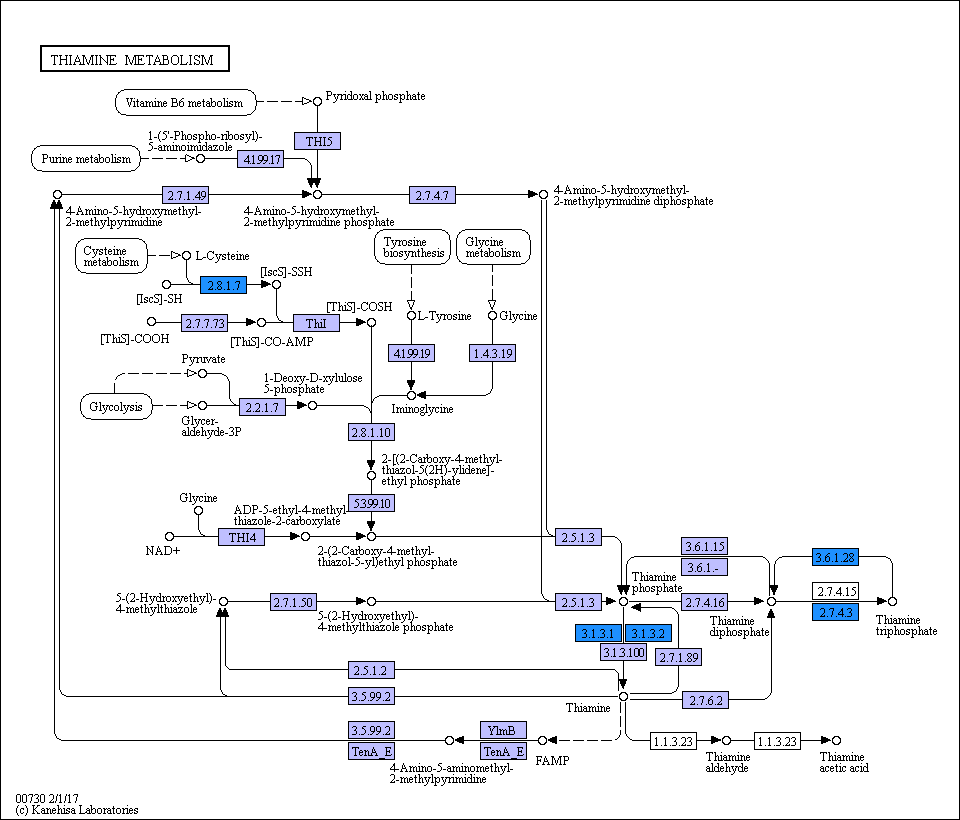 THIAMINE METABOLISM
Vitamine B6 metabolism
Pyridoxal phosphate
1-(5'-Phospho-ribosyl)-
5-aminoimidazole
THI5
Purine metabolism
4.1.99.17
2.7.1.49
2.7.4.7
4-Amino-5-hydroxymethyl-
2-methylpyrimidine diphosphate
4-Amino-5-hydroxymethyl-
2-methylpyrimidine
4-Amino-5-hydroxymethyl-
2-methylpyrimidine phosphate
Cysteine
metabolism
L-Cysteine
Tyrosine
biosynthesis
Glycine
metabolism
[IscS]-SSH
2.8.1.7
[IscS]-SH
[ThiS]-COSH
L-Tyrosine
Glycine
2.7.7.73
ThiI
[ThiS]-COOH
[ThiS]-CO-AMP
4.1.99.19
1.4.3.19
Pyruvate
1-Deoxy-D-xylulose
5-phosphate
Glycolysis
2.2.1.7
Iminoglycine
Glycer-
aldehyde-3P
2.8.1.10
2-[(2-Carboxy-4-methyl-
thiazol-5(2H)-ylidene]-
ethyl phosphate
Glycine
ADP-5-ethyl-4-methyl-
thiazole-2-carboxylate
5.3.99.10
THI4
NAD+
2-(2-Carboxy-4-methyl-
thiazol-5-yl)ethyl phosphate
2.5.1.3
3.6.1.15
3.6.1.-
3.6.1.28
Thiamine
phosphate
2.7.4.15
5-(2-Hydroxyethyl)-
4-methylthiazole
2.7.1.50
2.5.1.3
2.7.4.16
2.7.4.3
5-(2-Hydroxyethyl)-
4-methylthiazole phosphate
Thiamine
diphosphate
Thiamine
triphosphate
3.1.3.1
3.1.3.2
3.1.3.100
2.7.1.89
2.5.1.2
3.5.99.2
2.7.6.2
Thiamine
3.5.99.2
YlmB
TenA_E
TenA_E
FAMP
1.1.3.23
1.1.3.23
4-Amino-5-aminomethyl-
2-methylpyrimidine
Thiamine
aldehyde
Thiamine
acetic acid
00730 2/1/17
(c) Kanehisa Laboratories